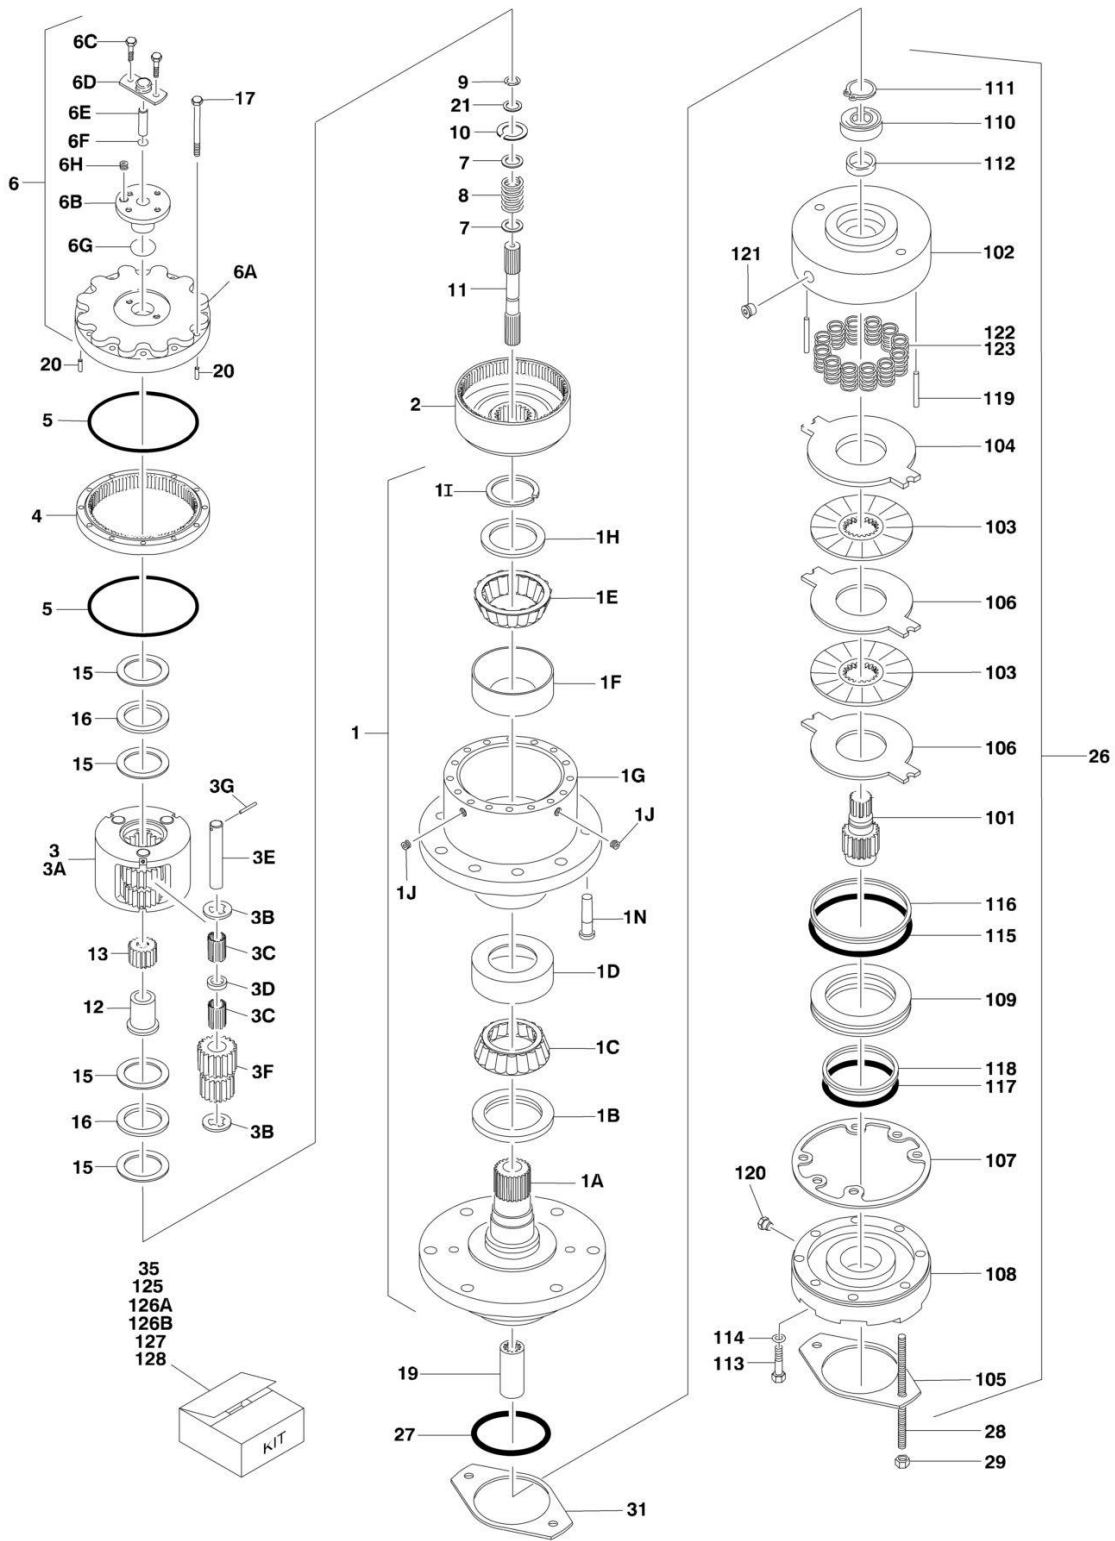 6C
6D
6E
17
6F
6H
6
6B
6G
6A
20
20
5
4
5
15
16
15
3G
3
3A
3E
3B
13
3C
3D
12
3C
15
3F
16
3B
15
35
125
126A
126B
127
128
KIT
9
21
10
7
8
7
11
2
1I
1H
1E
1F
1
1G
1J
1J
1N
1D
1C
1B
1A
19
27
31
111
110
112
121
102
122
123
119
104
103
106
103
106
26
101
116
115
109
118
117
107
120
108
114
113
105
28
29